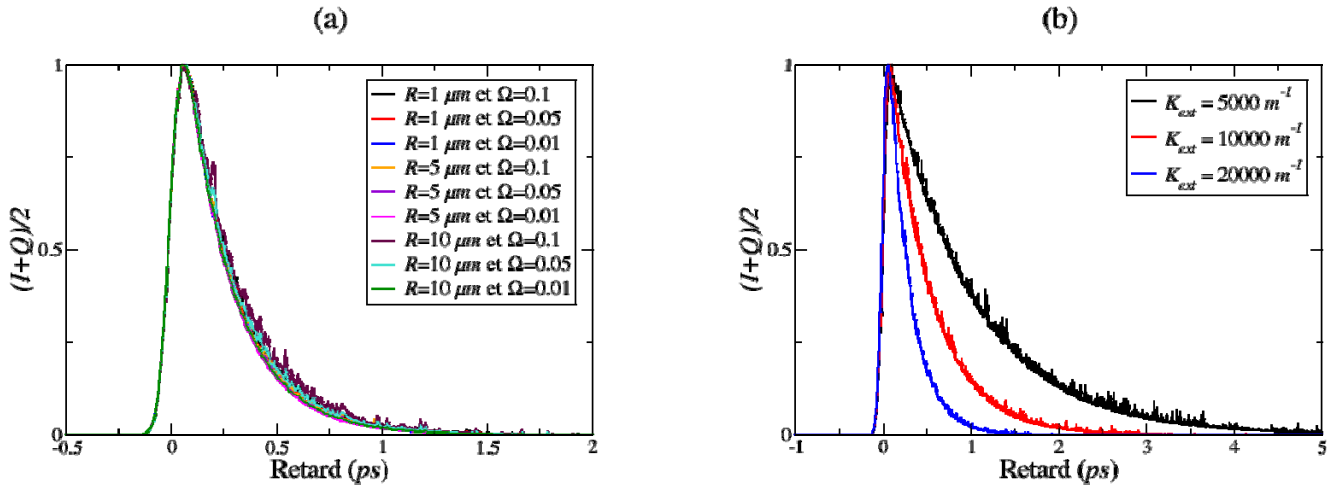 (a)
1
0.5
0
(I+Q)/2
R=1 μm et Ω=0.1
R=1 μm et Ω=0.05
R=1 μm et Ω=0.01
R=5 μm et Ω=0.1
R=5 μm et Ω=0.05
R=5 μm et Ω=0.01
R=10 μm et Ω=0.1
R=10 μm et Ω=0.05
R=10 μm et Ω=0.01
-0.5 0 0.5 1 1.5 2
Retard (ps)
(b)
1
0.5
0
(I+Q)/2
K_ext = 5000 m^-1
K_ext = 10000 m^-1
K_ext = 20000 m^-1
-1 0 1 2 3 4 5
Retard (ps)